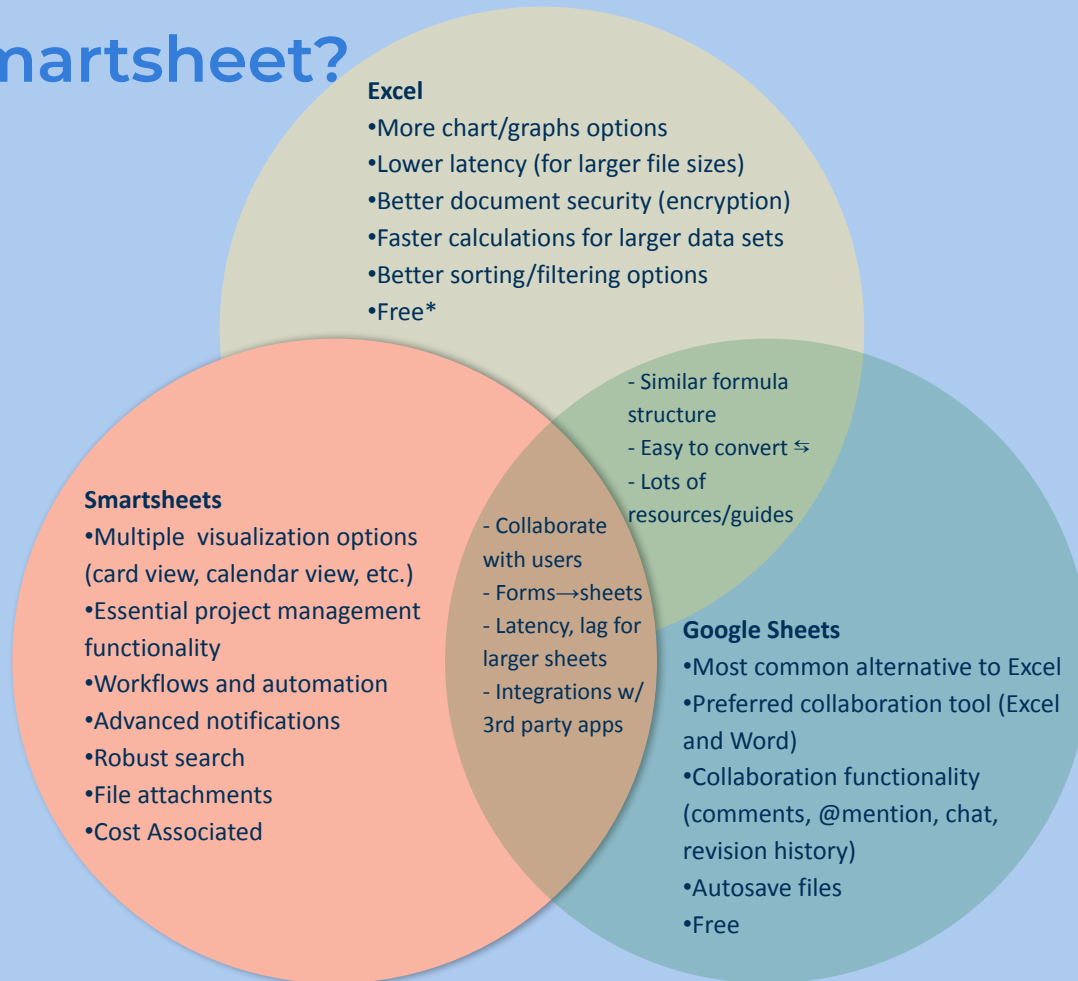 martsheet?
Excel
•More chart/graphs options
•Lower latency (for larger file sizes)
•Better document security (encryption)
•Faster calculations for larger data sets
•Better sorting/filtering options
•Free*
- Similar formula
structure
- Easy to convert ⇆
- Lots of
resources/guides
Smartsheets
•Multiple  visualization options
(card view, calendar view, etc.)
•Essential project management
functionality
•Workflows and automation
•Advanced notifications
•Robust search
•File attachments
•Cost Associated
- Collaborate
with users
- Forms→sheets
- Latency, lag for
larger sheets
- Integrations w/
3rd party apps
Google Sheets
•Most common alternative to Excel
•Preferred collaboration tool (Excel
and Word)
•Collaboration functionality
(comments, @mention, chat,
revision history)
•Autosave files
•Free